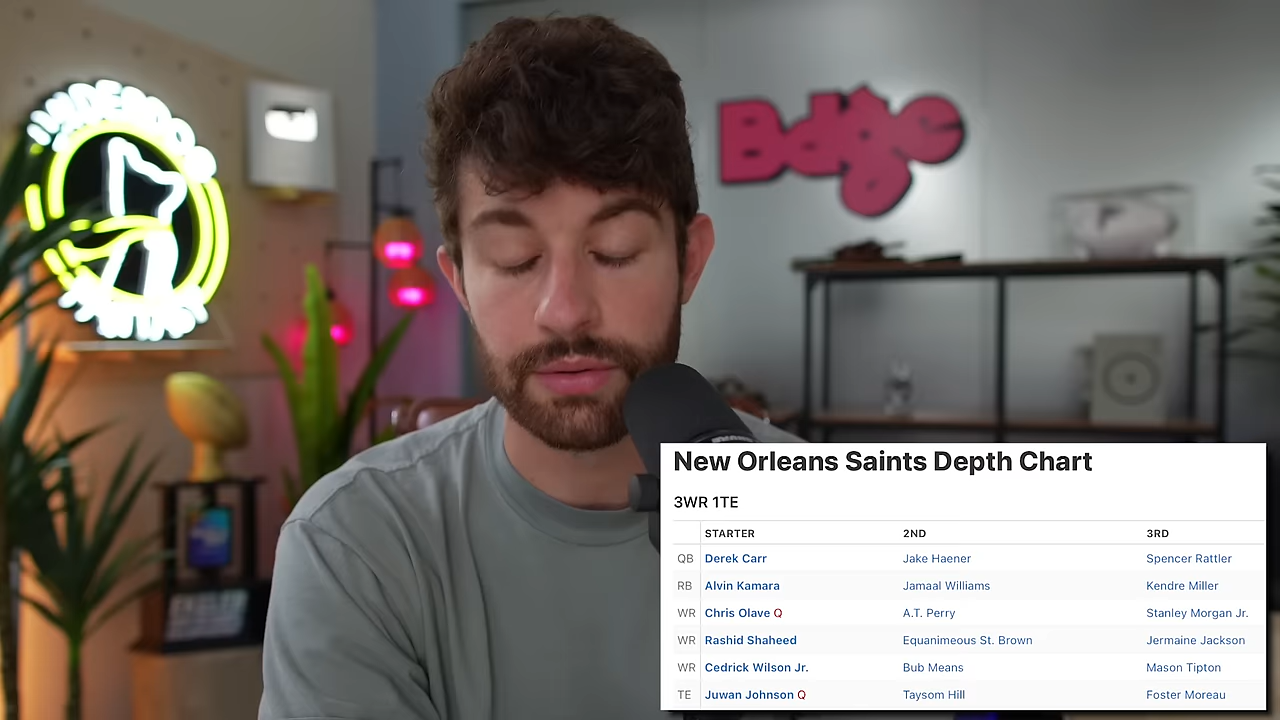 UNDERDOG
Bdge
New Orleans Saints Depth Chart
3WR 1TE
STARTER 2ND 3RD
QB Derek Carr Jake Haener Spencer Rattler
RB Alvin Kamara Jamaal Williams Kendre Miller
WR Chris Olave Q A.T. Perry Stanley Morgan Jr.
WR Rashid Shaheed Equanimeous St. Brown Jermaine Jackson
WR Cedrick Wilson Jr. Bub Means Mason Tipton
TE Juwan Johnson Q Taysom Hill Foster Moreau